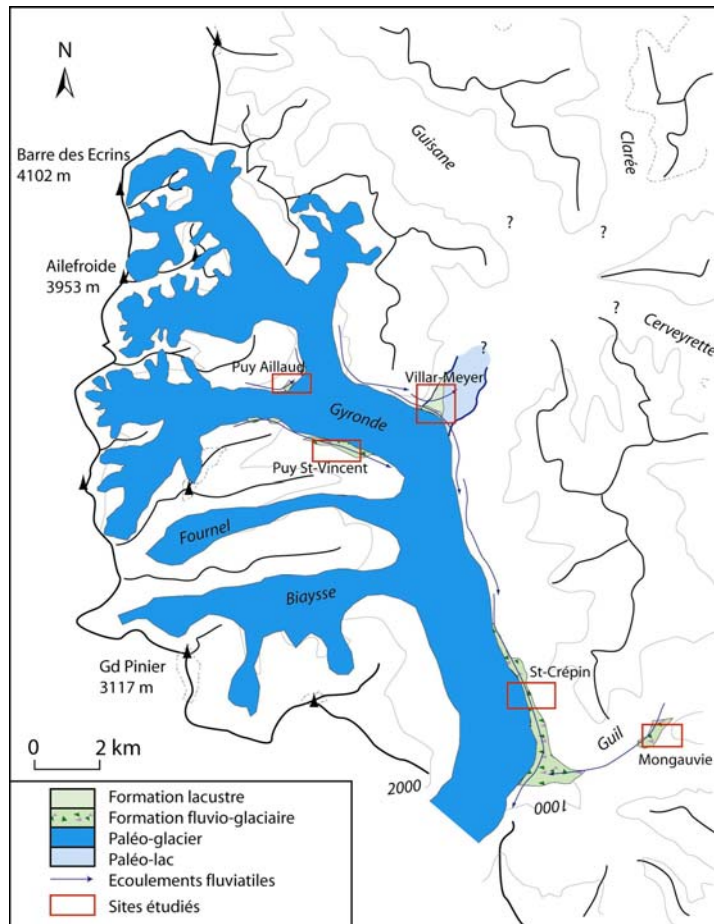 N
Barre des Ecrins
4102 m
Guisane
Clarée
?
?
Ailefroide
3953 m
?
Cerveyrette
?
Puy Aillaud
Villar-Meyer
Gyronde
Puy St-Vincent
Fournel
Biaysse
Gd Pinier
3117 m
St-Crépin
Guil
Mongauvie
0 2 km
2000
1000
Formation lacustre
Formation fluvio-glaciaire
Paléo-glacier
Paléo-lac
Ecoulements fluviatiles
Sites étudiés